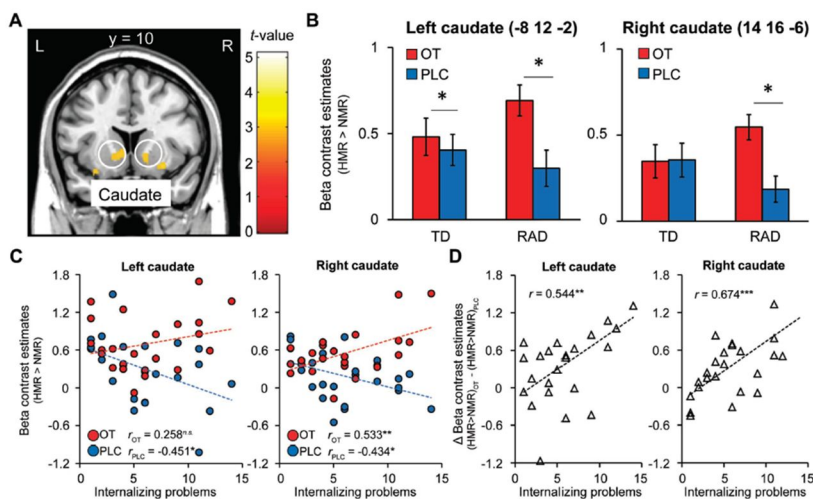 A
L
y = 10
R
t-value
5
4
3
2
1
0
Caudate
B
Left caudate (-8 12 -2)
Right caudate (14 16 -6)
Beta contrast estimates
(HMR > NMR)
1
0.5
0
OT
PLC
*
*
TD
RAD
1
0.5
0
OT
PLC
*
TD
RAD
C
Left caudate
Right caudate
Beta contrast estimates
(HMR > NMR)
1.8
1.2
0.6
0
-0.6
-1.2
OT rOT = 0.258n.s.
PLC rPLC = -0.451*
0
5
10
15
Internalizing problems
1.8
1.2
0.6
0
-0.6
-1.2
OT rOT = 0.533**
PLC rPLC = -0.434*
0
5
10
15
Internalizing problems
D
Left caudate
Right caudate
Δ Beta contrast estimates
(HMR>NMR)OT - (HMR>NMR)PLC
1.8
1.2
0.6
0
-0.6
-1.2
r = 0.544**
0
5
10
15
Internalizing problems
1.8
1.2
0.6
0
-0.6
-1.2
r = 0.674***
0
5
10
15
Internalizing problems